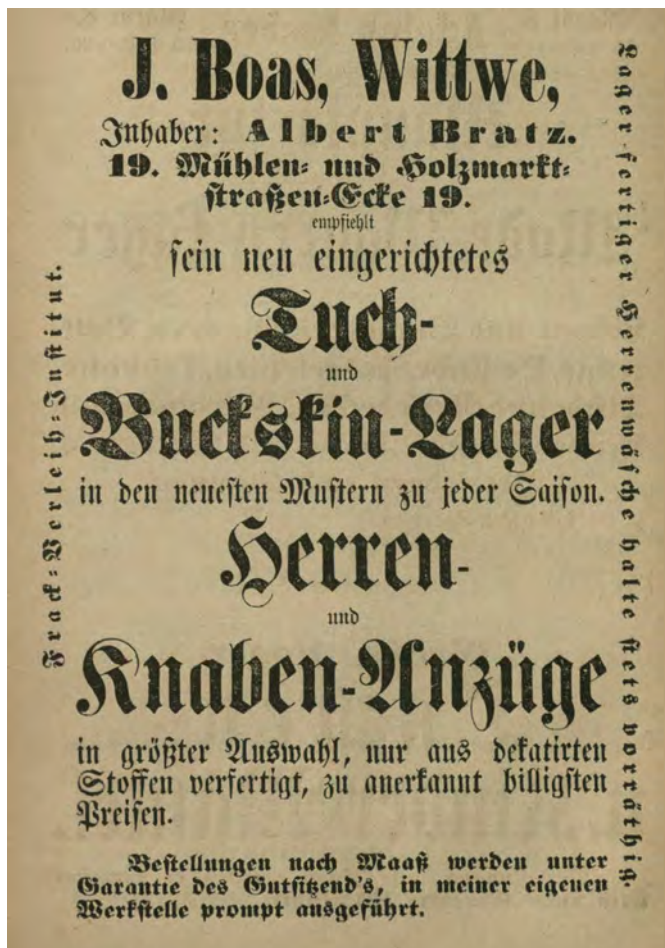 J. Boas, Wittwe,
Inhaber: Albert Bratz.
19. Mühlen- und Holzmarkt-
straßen-Ecke 19.
empfiehlt
sein neu eingerichtetes
Tuch-
und
Buckskin-Lager
in den neuesten Mustern zu jeder Saison.
Herren-
und
Knaben-Anzüge
in größter Auswahl, nur aus dekatirten
Stoffen verfertigt, zu anerkannt billigsten
Preisen.
Bestellungen nach Maaß werden unter
Garantie des Gutsitzend's, in meiner eigenen
Werkstelle prompt ausgeführt.
Frack-Verleih-Institut.
Lager fertiger Herrenwäsche halte stets vorräthig.